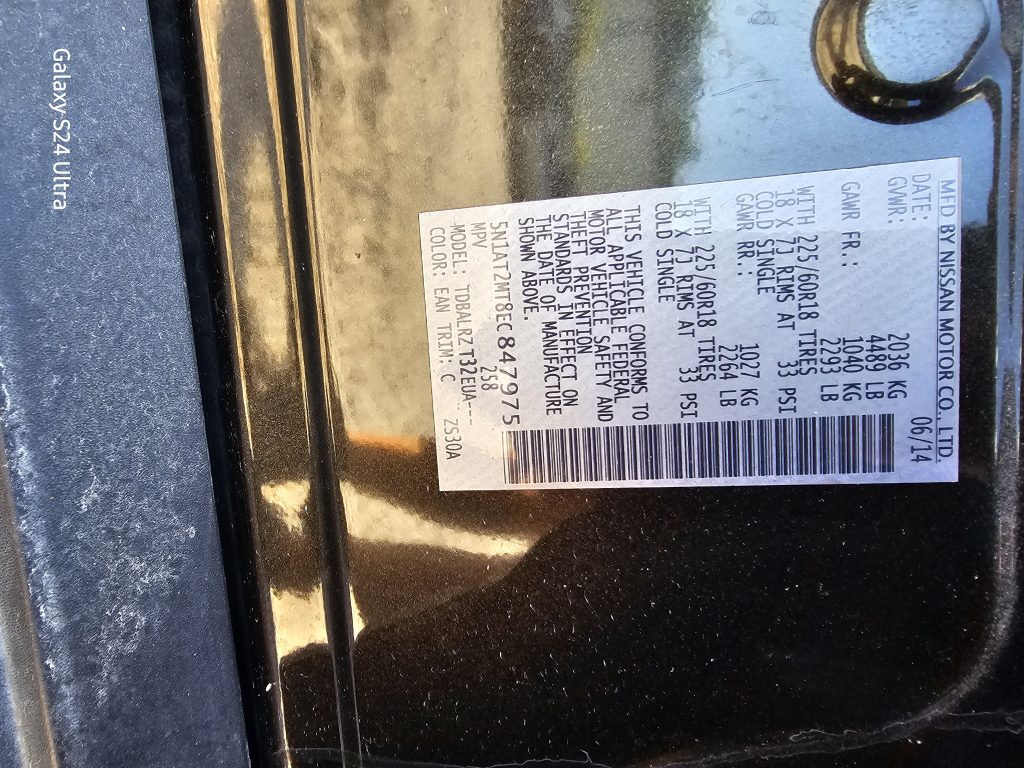 MFD BY NISSAN MOTOR CO., LTD.
DATE: 06/14
GVWR: 2036 KG
4489 LB
GAWR FR.: 1040 KG
2293 LB
WITH 225/60R18 TIRES
18 X 7J RIMS AT 33 PSI
COLD SINGLE
GAWR RR.: 1027 KG
2264 LB
WITH 225/60R18 TIRES
18 X 7J RIMS AT 33 PSI
COLD SINGLE
THIS VEHICLE CONFORMS TO
ALL APPLICABLE FEDERAL
MOTOR VEHICLE SAFETY AND
THEFT PREVENTION
STANDARDS IN EFFECT ON
THE DATE OF MANUFACTURE
SHOWN ABOVE.
5N1AT2MT8EC847975
MPV 258
MODEL: TDBALRZT32EUA---
COLOR: EAN TRIM: C ZS30A
Galaxy S24 Ultra